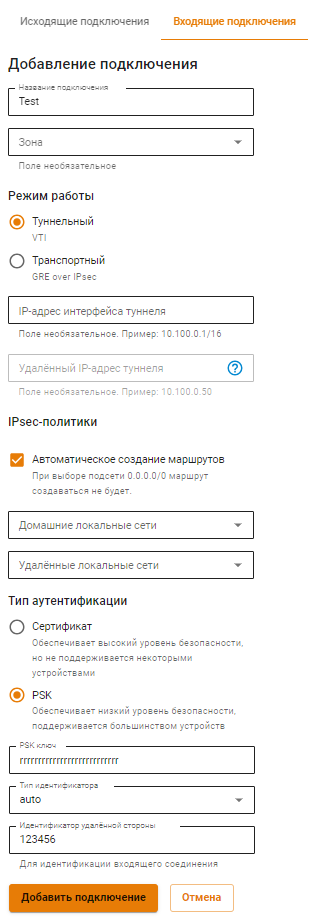 Исходящие подключения
Входящие подключения
Добавление подключения
Название подключения
Test
Зона
Поле необязательное
Режим работы
Туннельный
VTI
Транспортный
GRE over IPsec
IP-адрес интерфейса туннеля
Поле необязательное. Пример: 10.100.0.1/16
Удалённый IP-адрес туннеля
Поле необязательное. Пример: 10.100.0.50
IPsec-политики
Автоматическое создание маршрутов
При выборе подсети 0.0.0.0/0 маршрут
создаваться не будет.
Домашние локальные сети
Удалённые локальные сети
Тип аутентификации
Сертификат
Обеспечивает высокий уровень безопасности,
но не поддерживается некоторыми
устройствами
PSK
Обеспечивает низкий уровень безопасности,
поддерживается большинством устройств
PSK ключ
Тип идентификатора
auto
Идентификатор удалённой стороны
123456
Для идентификации входящего соединения
Добавить подключение
Отмена